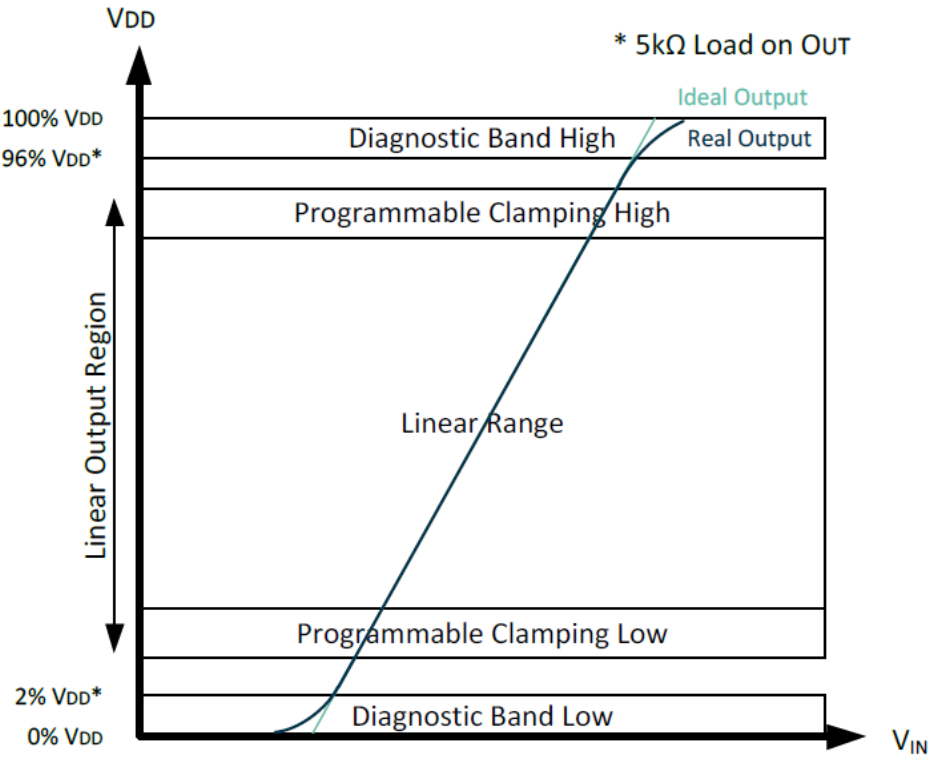 VDD
* 5kΩ Load on OUT
Ideal Output
100% VDD
Diagnostic Band High
Real Output
96% VDD*
Programmable Clamping High
Linear Output Region
Linear Range
Programmable Clamping Low
2% VDD*
Diagnostic Band Low
0% VDD
VIN